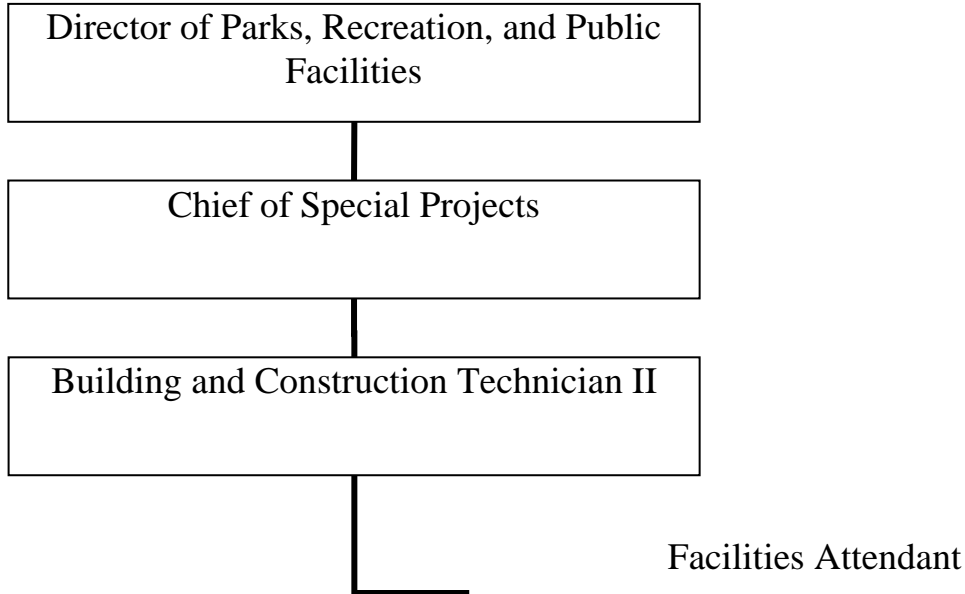 Director of Parks, Recreation, and Public
Facilities
Chief of Special Projects
Building and Construction Technician II
Facilities Attendant